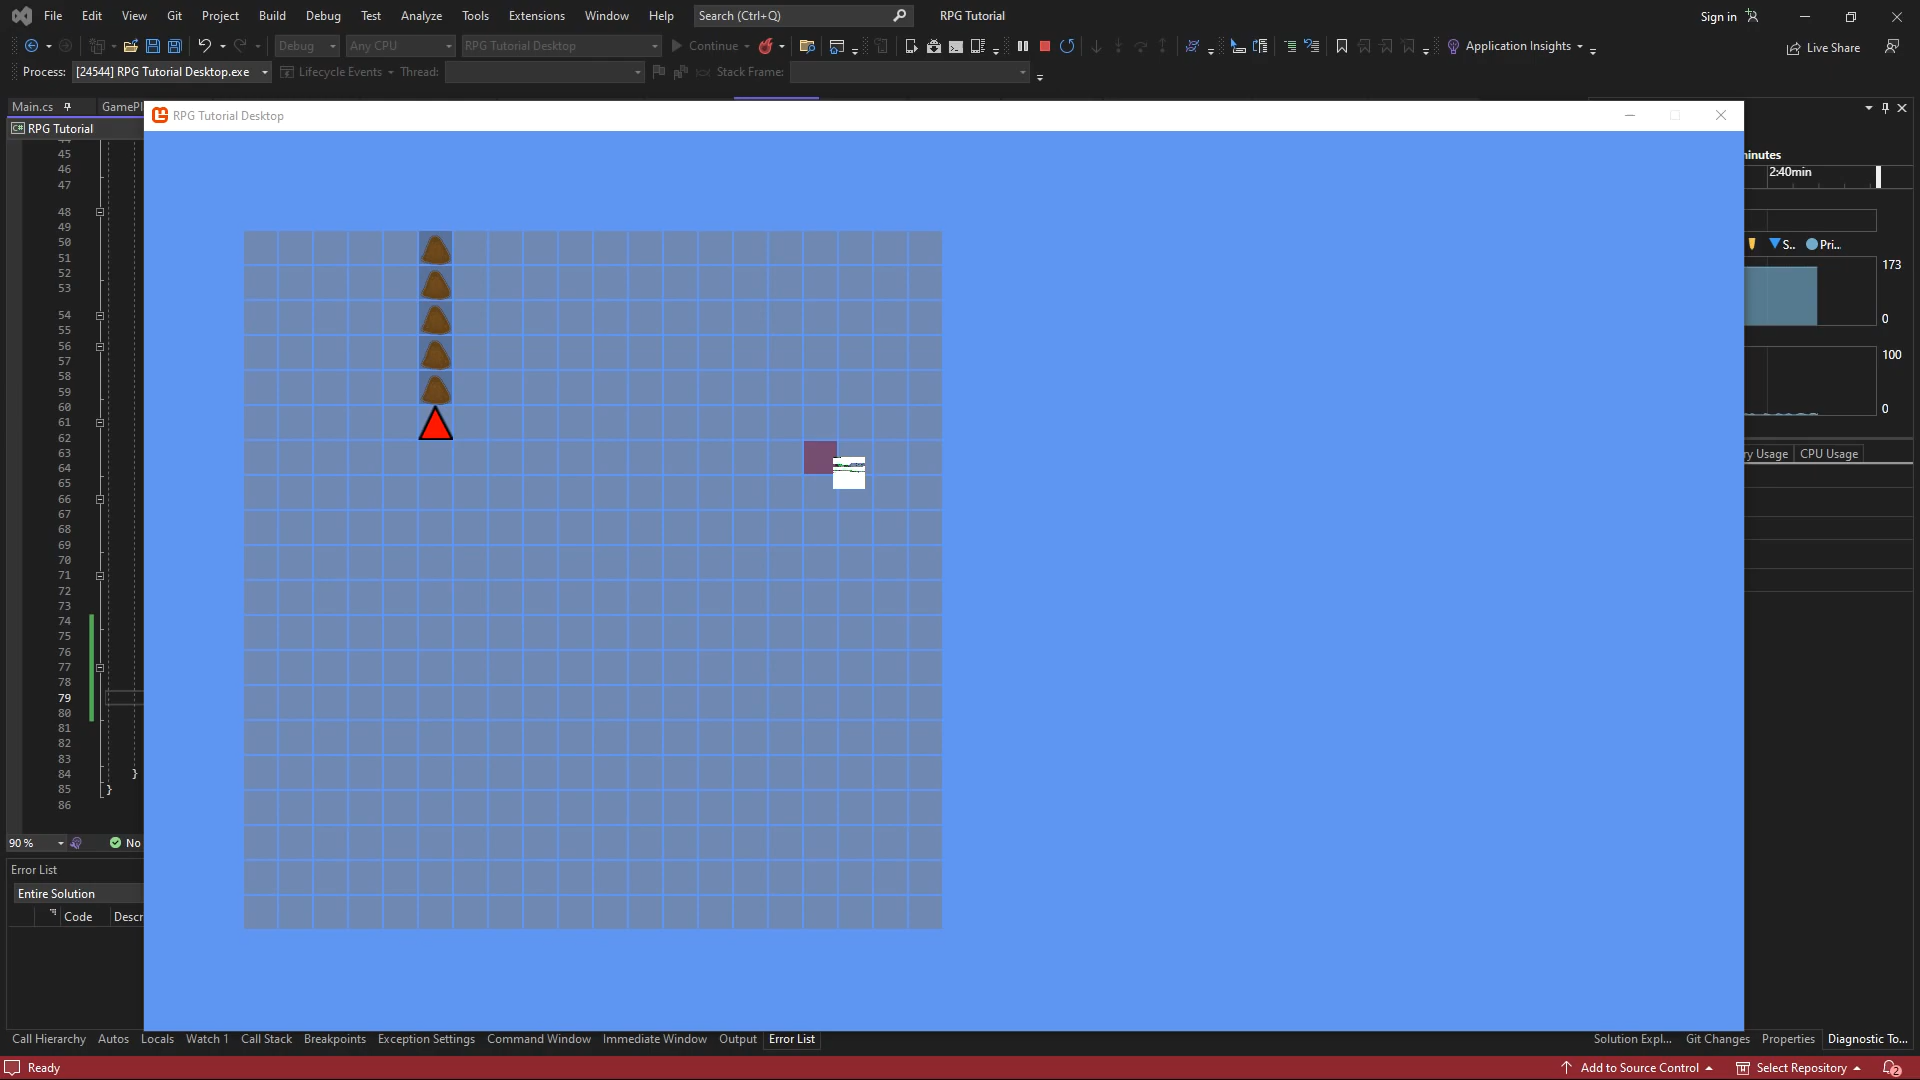 File Edit View Git Project Build Debug Test Analyze Tools Extensions Window Help Search (Ctrl+Q) RPG Tutorial Sign in
Debug Any CPU RPG Tutorial Desktop Continue Application Insights Live Share
Process: [24544] RPG Tutorial Desktop.exe Lifecycle Events Thread: Stack Frame:
Main.cs GamePl
RPG Tutorial Desktop
C# RPG Tutorial
45
46
47
48
49
50
51
52
53
54
55
56
57
58
59
60
61
62
63
64
65
66
67
68
69
70
71
72
73
74
75
76
77
78
79
80
81
82
83
84 }
85 }
86
inutes
2:40min
S.. Pri...
173
0
100
0
ry Usage CPU Usage
90 % No
Error List
Entire Solution
Code Descr
Call Hierarchy Autos Locals Watch 1 Call Stack Breakpoints Exception Settings Command Window Immediate Window Output Error List Solution Expl... Git Changes Properties Diagnostic To...
Ready Add to Source Control Select Repository 2